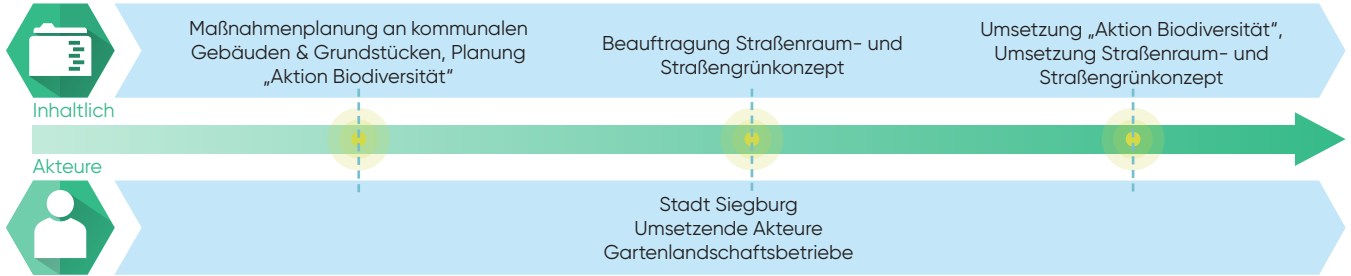 Maßnahmenplanung an kommunalen
Gebäuden & Grundstücken, Planung
„Aktion Biodiversität“
Beauftragung Straßenraum- und
Straßengrünkonzept
Umsetzung „Aktion Biodiversität“,
Umsetzung Straßenraum- und
Straßengrünkonzept
Inhaltlich
Akteure
Stadt Siegburg
Umsetzende Akteure
Gartenlandschaftsbetriebe